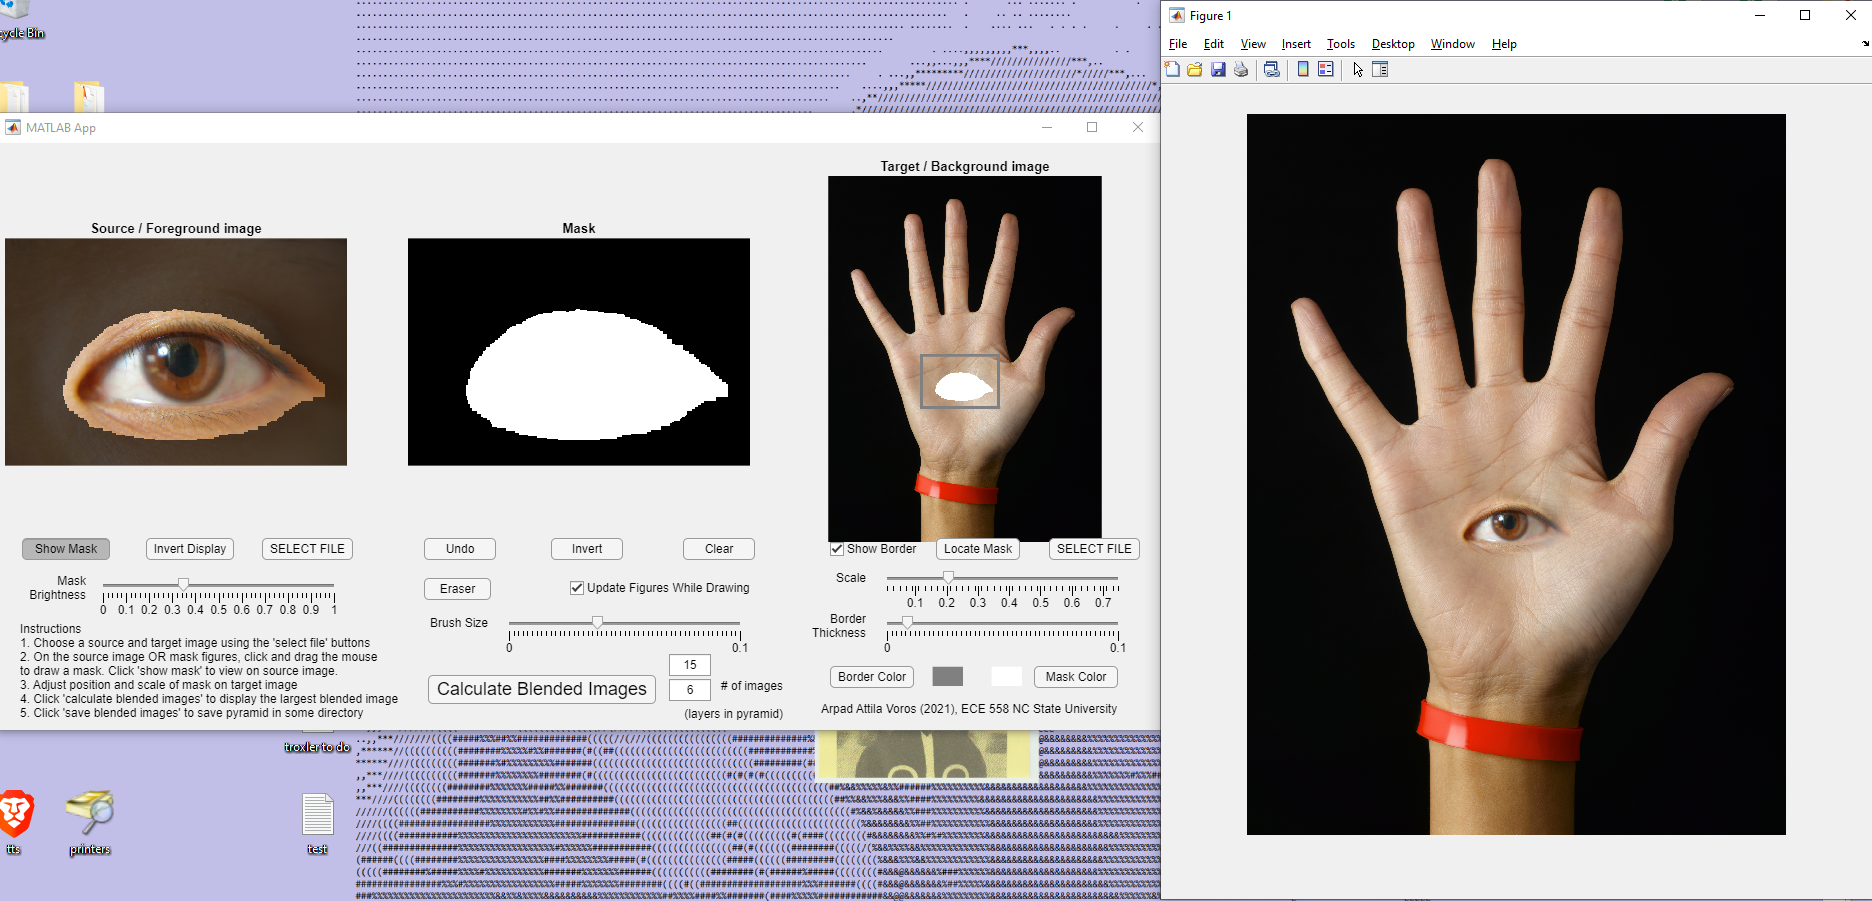 cycle Bin
MATLAB App
Source / Foreground image
Mask
Target / Background image
Show Mask
Invert Display
SELECT FILE
Undo
Invert
Clear
Show Border
Locate Mask
SELECT FILE
Mask
Brightness
0 0.1 0.2 0.3 0.4 0.5 0.6 0.7 0.8 0.9 1
Eraser
Update Figures While Drawing
Brush Size
0 0.1
Scale
0.1 0.2 0.3 0.4 0.5 0.6 0.7
Border
Thickness
0 0.1
Instructions
1. Choose a source and target image using the 'select file' buttons
2. On the source image OR mask figures, click and drag the mouse
to draw a mask. Click 'show mask' to view on source image.
3. Adjust position and scale of mask on target image
4. Click 'calculate blended images' to display the largest blended image
5. Click 'save blended images' to save pyramid in some directory
Calculate Blended Images
15
6
# of images
(layers in pyramid)
Border Color
Mask Color
Arpad Attila Voros (2021), ECE 558 NC State University
troxler to do
tts
printers
test
Figure 1
File Edit View Insert Tools Desktop Window Help